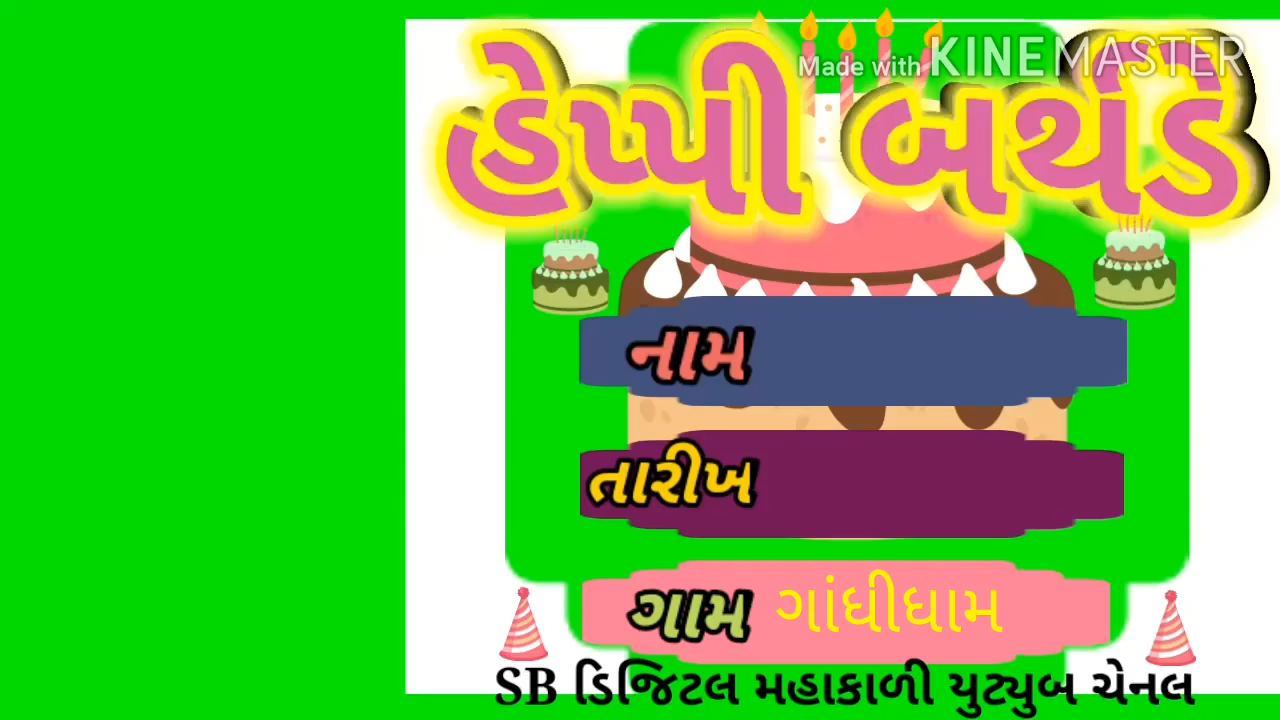 Made with KINEMASTER
હેપ્પી બર્થડે
નામ
તારીખ
ગામ ગાંધીધામ
SB ડિજિટલ મહાકાળી યુટ્યુબ ચેનલ